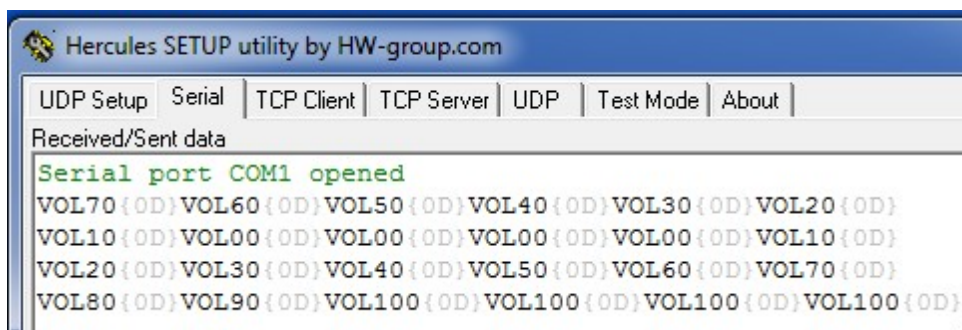 Hercules SETUP utility by HW-group.com
UDP Setup Serial TCP Client TCP Server UDP Test Mode About
Received/Sent data
Serial port COM1 opened
VOL70{0D}VOL60{0D}VOL50{0D}VOL40{0D}VOL30{0D}VOL20{0D}
VOL10{0D}VOL00{0D}VOL00{0D}VOL00{0D}VOL00{0D}VOL10{0D}
VOL20{0D}VOL30{0D}VOL40{0D}VOL50{0D}VOL60{0D}VOL70{0D}
VOL80{0D}VOL90{0D}VOL100{0D}VOL100{0D}VOL100{0D}VOL100{0D}